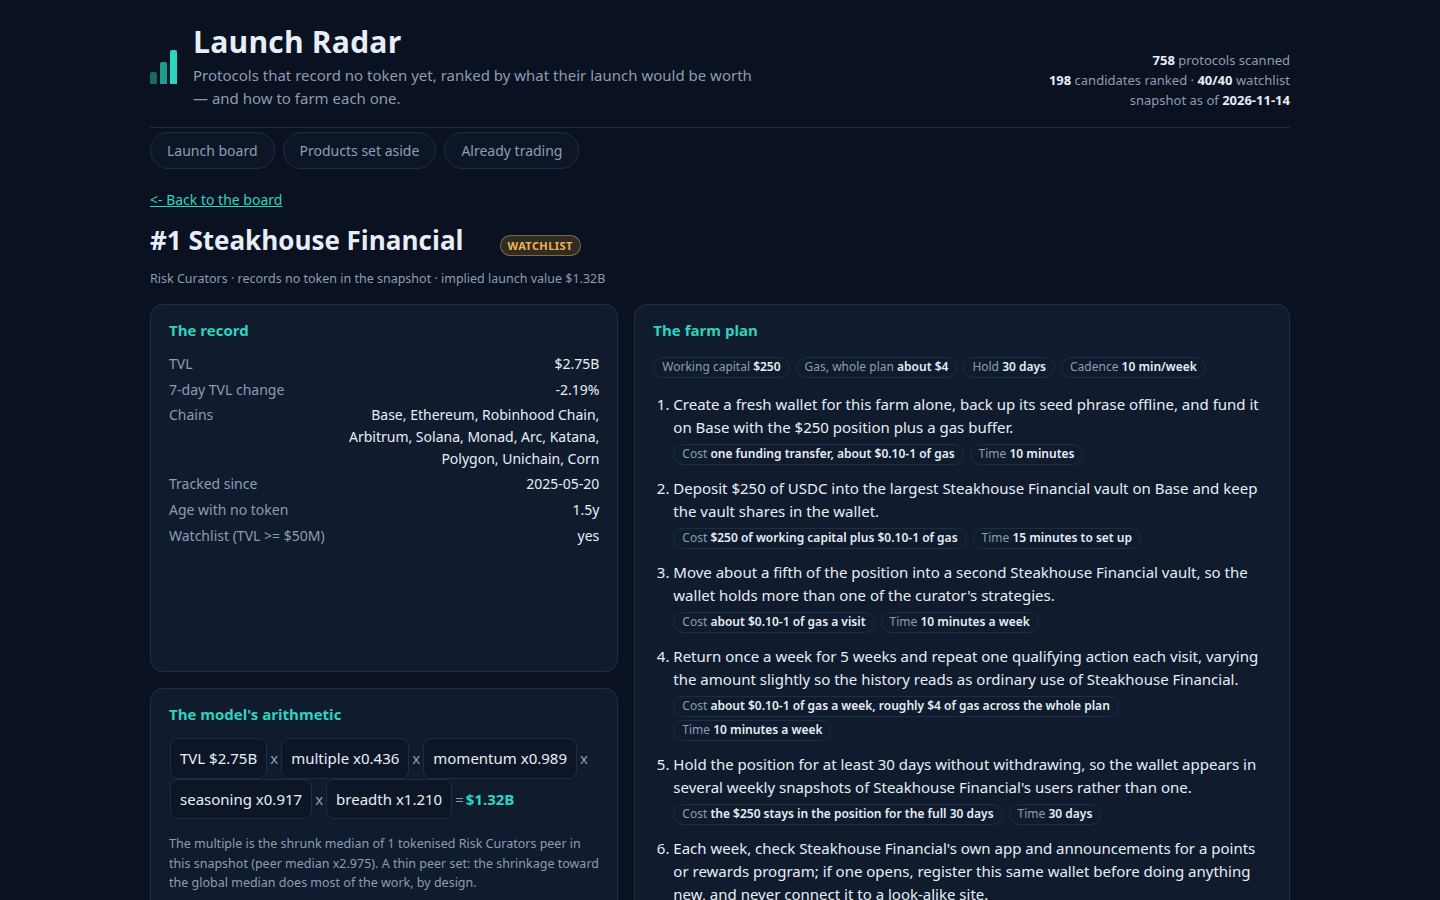 Launch Radar
Protocols that record no token yet, ranked by what their launch would be worth
— and how to farm each one.
758 protocols scanned
198 candidates ranked · 40/40 watchlist
snapshot as of 2026-11-14
Launch board
Products set aside
Already trading
<- Back to the board
#1 Steakhouse Financial
WATCHLIST
Risk Curators · records no token in the snapshot · implied launch value $1.32B
The record
TVL $2.75B
7-day TVL change -2.19%
Chains Base, Ethereum, Robinhood Chain,
Arbitrum, Solana, Monad, Arc, Katana,
Polygon, Unichain, Corn
Tracked since 2025-05-20
Age with no token 1.5y
Watchlist (TVL >= $50M) yes
The model's arithmetic
TVL $2.75B x multiple x0.436 x momentum x0.989 x
seasoning x0.917 x breadth x1.210 = $1.32B
The multiple is the shrunk median of 1 tokenised Risk Curators peer in
this snapshot (peer median x2.975). A thin peer set: the shrinkage toward
the global median does most of the work, by design.
The farm plan
Working capital $250 Gas, whole plan about $4 Hold 30 days Cadence 10 min/week
1. Create a fresh wallet for this farm alone, back up its seed phrase offline, and fund it
on Base with the $250 position plus a gas buffer.
Cost one funding transfer, about $0.10-1 of gas Time 10 minutes
2. Deposit $250 of USDC into the largest Steakhouse Financial vault on Base and keep
the vault shares in the wallet.
Cost $250 of working capital plus $0.10-1 of gas Time 15 minutes to set up
3. Move about a fifth of the position into a second Steakhouse Financial vault, so the
wallet holds more than one of the curator's strategies.
Cost about $0.10-1 of gas a visit Time 10 minutes a week
4. Return once a week for 5 weeks and repeat one qualifying action each visit, varying
the amount slightly so the history reads as ordinary use of Steakhouse Financial.
Cost about $0.10-1 of gas a week, roughly $4 of gas across the whole plan
Time 10 minutes a week
5. Hold the position for at least 30 days without withdrawing, so the wallet appears in
several weekly snapshots of Steakhouse Financial's users rather than one.
Cost the $250 stays in the position for the full 30 days Time 30 days
6. Each week, check Steakhouse Financial's own app and announcements for a points
or rewards program; if one opens, register this same wallet before doing anything
new, and never connect it to a look-alike site.